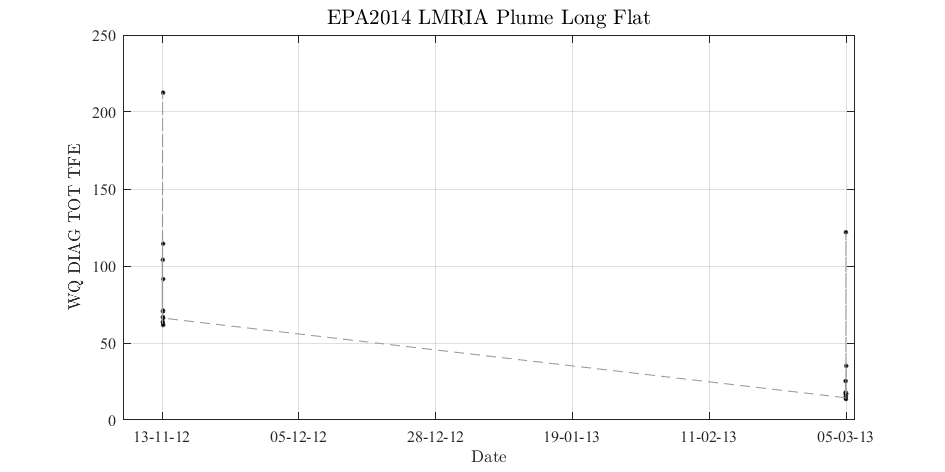 EPA2014 LMRIA Plume Long Flat
250
200
150
100
50
0
WQ DIAG TOT TFE
13-11-12 05-12-12 28-12-12 19-01-13 11-02-13 05-03-13
Date